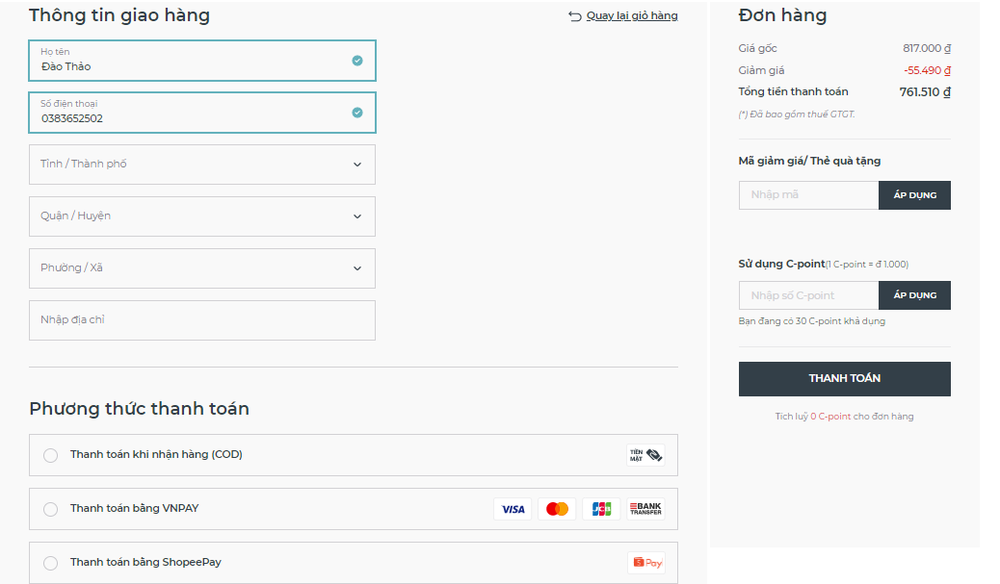 Thông tin giao hàng
Quay lại giỏ hàng
Họ tên
Đào Thảo
Số điện thoại
0383652502
Tỉnh / Thành phố
Quận / Huyện
Phường / Xã
Nhập địa chỉ
Phương thức thanh toán
Thanh toán khi nhận hàng (COD)
TIỀN
MẶT
Thanh toán bằng VNPAY
VISA
JCB
BANK
TRANSFER
Thanh toán bằng ShopeePay
S Pay
Đơn hàng
Giá gốc 817.000 ₫
Giảm giá -55.490 ₫
Tổng tiền thanh toán 761.510 ₫
(*) Đã bao gồm thuế GTGT.
Mã giảm giá/ Thẻ quà tặng
Nhập mã ÁP DỤNG
Sử dụng C-point(1 C-point = đ 1.000)
Nhập số C-point ÁP DỤNG
Bạn đang có 30 C-point khả dụng
THANH TOÁN
Tích luỹ 0 C-point cho đơn hàng